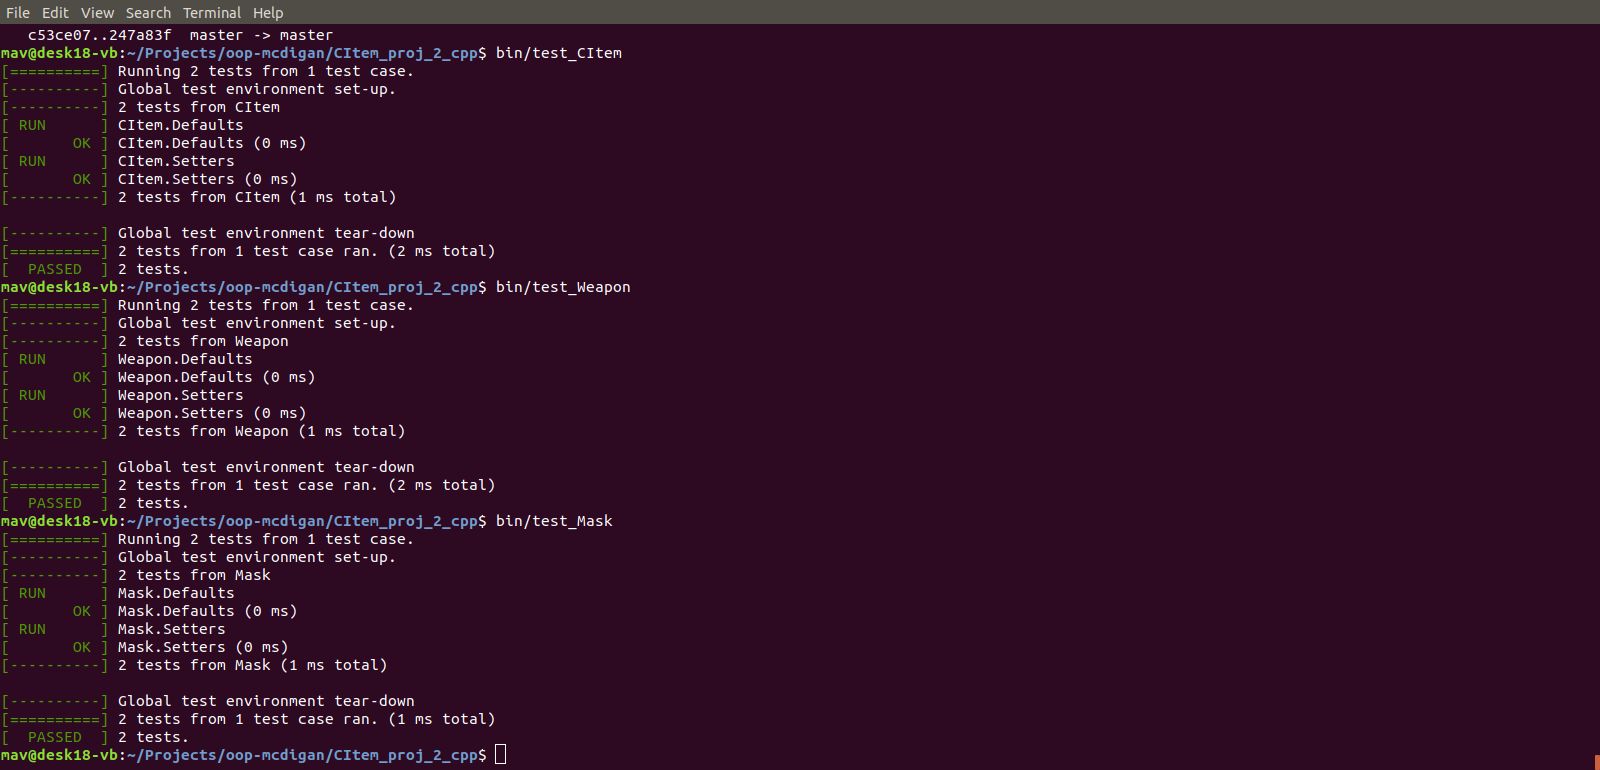 File Edit View Search Terminal Help
   c53ce07..247a83f  master -> master
mav@desk18-vb:~/Projects/oop-mcdigan/CItem_proj_2_cpp$ bin/test_CItem
[==========] Running 2 tests from 1 test case.
[----------] Global test environment set-up.
[----------] 2 tests from CItem
[ RUN      ] CItem.Defaults
[       OK ] CItem.Defaults (0 ms)
[ RUN      ] CItem.Setters
[       OK ] CItem.Setters (0 ms)
[----------] 2 tests from CItem (1 ms total)

[----------] Global test environment tear-down
[==========] 2 tests from 1 test case ran. (2 ms total)
[  PASSED  ] 2 tests.
mav@desk18-vb:~/Projects/oop-mcdigan/CItem_proj_2_cpp$ bin/test_Weapon
[==========] Running 2 tests from 1 test case.
[----------] Global test environment set-up.
[----------] 2 tests from Weapon
[ RUN      ] Weapon.Defaults
[       OK ] Weapon.Defaults (0 ms)
[ RUN      ] Weapon.Setters
[       OK ] Weapon.Setters (0 ms)
[----------] 2 tests from Weapon (1 ms total)

[----------] Global test environment tear-down
[==========] 2 tests from 1 test case ran. (2 ms total)
[  PASSED  ] 2 tests.
mav@desk18-vb:~/Projects/oop-mcdigan/CItem_proj_2_cpp$ bin/test_Mask
[==========] Running 2 tests from 1 test case.
[----------] Global test environment set-up.
[----------] 2 tests from Mask
[ RUN      ] Mask.Defaults
[       OK ] Mask.Defaults (0 ms)
[ RUN      ] Mask.Setters
[       OK ] Mask.Setters (0 ms)
[----------] 2 tests from Mask (1 ms total)

[----------] Global test environment tear-down
[==========] 2 tests from 1 test case ran. (1 ms total)
[  PASSED  ] 2 tests.
mav@desk18-vb:~/Projects/oop-mcdigan/CItem_proj_2_cpp$